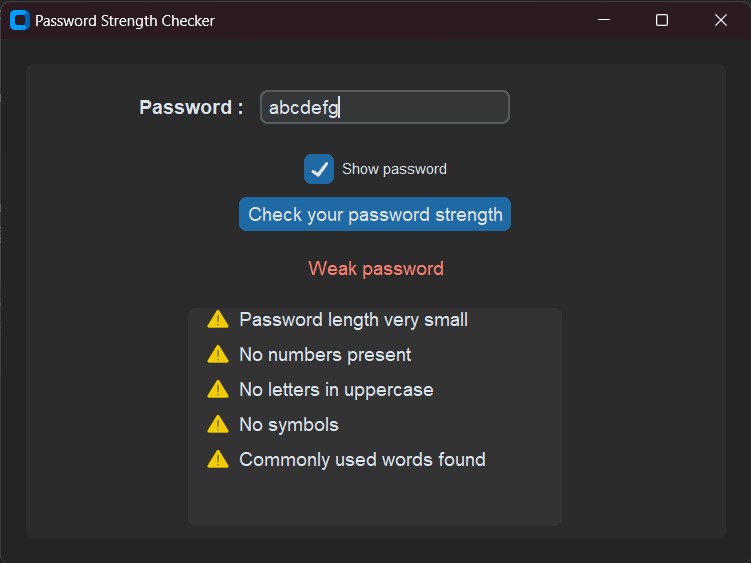 Password Strength Checker
Password : abcdefg
Show password
Check your password strength
Weak password
Password length very small
No numbers present
No letters in uppercase
No symbols
Commonly used words found